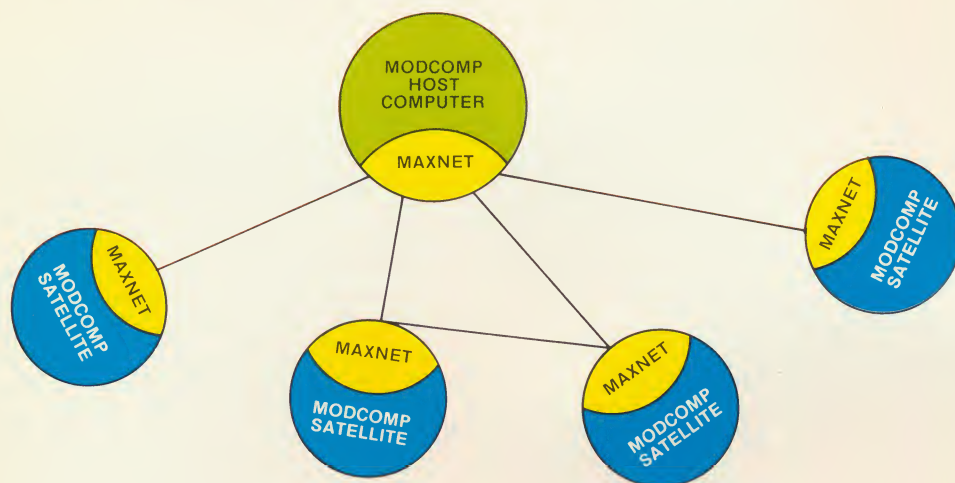 MODCOMP
HOST
COMPUTER
MAXNET
MAXNET
MODCOMP
SATELLITE
MAXNET
MODCOMP
SATELLITE
MAXNET
MODCOMP
SATELLITE
MAXNET
MODCOMP
SATELLITE